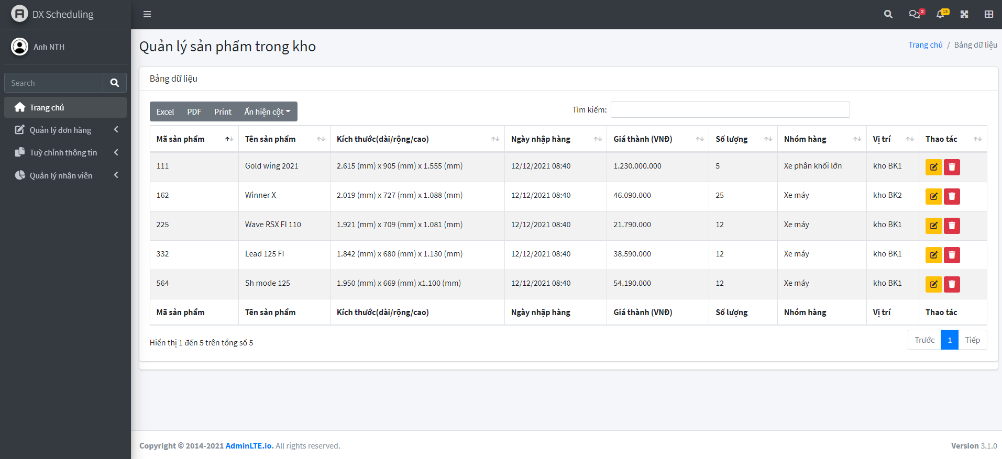 DX Scheduling
3
15
Anh NTH
Quản lý sản phẩm trong kho
Trang chủ / Bảng dữ liệu
Search
Bảng dữ liệu
Trang chủ
Quản lý đơn hàng
Tuỳ chỉnh thông tin
Quản lý nhân viên
Excel PDF Print Ẩn hiện cột
Tìm kiếm:
Mã sản phẩm Tên sản phẩm Kích thước(dài/rộng/cao) Ngày nhập hàng Giá thành (VNĐ) Số lượng Nhóm hàng Vị trí Thao tác
111 Gold wing 2021 2.615 (mm) x 905 (mm) x 1.555 (mm) 12/12/2021 08:40 1.230.000.000 5 Xe phân khối lớn kho BK1
162 Winner X 2.019 (mm) x 727 (mm) x 1.088 (mm) 12/12/2021 08:40 46.090.000 25 Xe máy kho BK2
225 Wave RSX FI 110 1.921 (mm) x 709 (mm) x 1.081 (mm) 12/12/2021 08:40 21.790.000 12 Xe máy kho BK1
332 Lead 125 FI 1.842 (mm) x 680 (mm) x 1.130 (mm) 12/12/2021 08:40 38.590.000 12 Xe máy kho BK1
564 Sh mode 125 1.950 (mm) x 669 (mm) x1.100 (mm) 12/12/2021 08:40 54.190.000 12 Xe máy kho BK1
Mã sản phẩm Tên sản phẩm Kích thước(dài/rộng/cao) Ngày nhập hàng Giá thành (VNĐ) Số lượng Nhóm hàng Vị trí Thao tác
Hiển thị 1 đến 5 trên tổng số 5
Trước 1 Tiếp
Copyright © 2014-2021 AdminLTE.io. All rights reserved.
Version 3.1.0